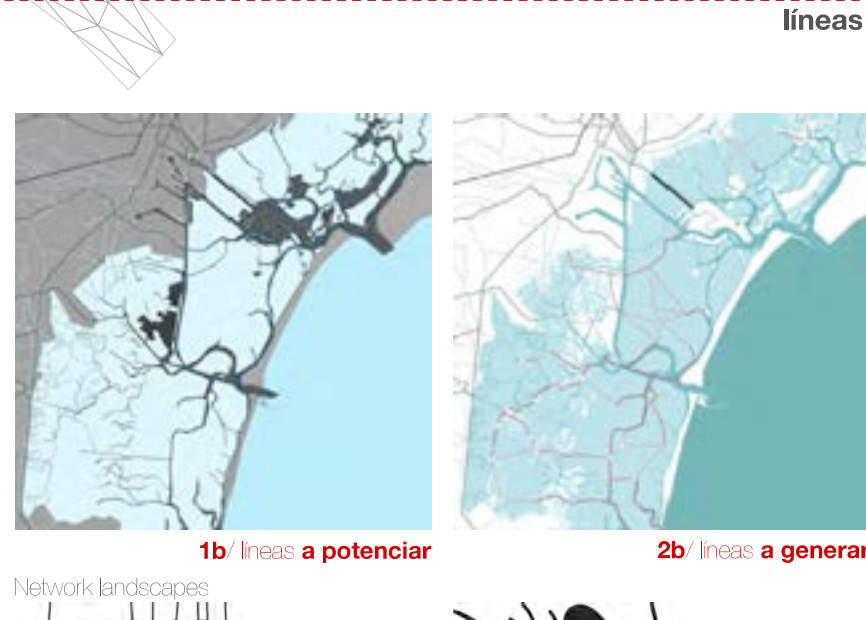 líneas
1b/ líneas a potenciar
2b/ líneas a generar
Network landscapes